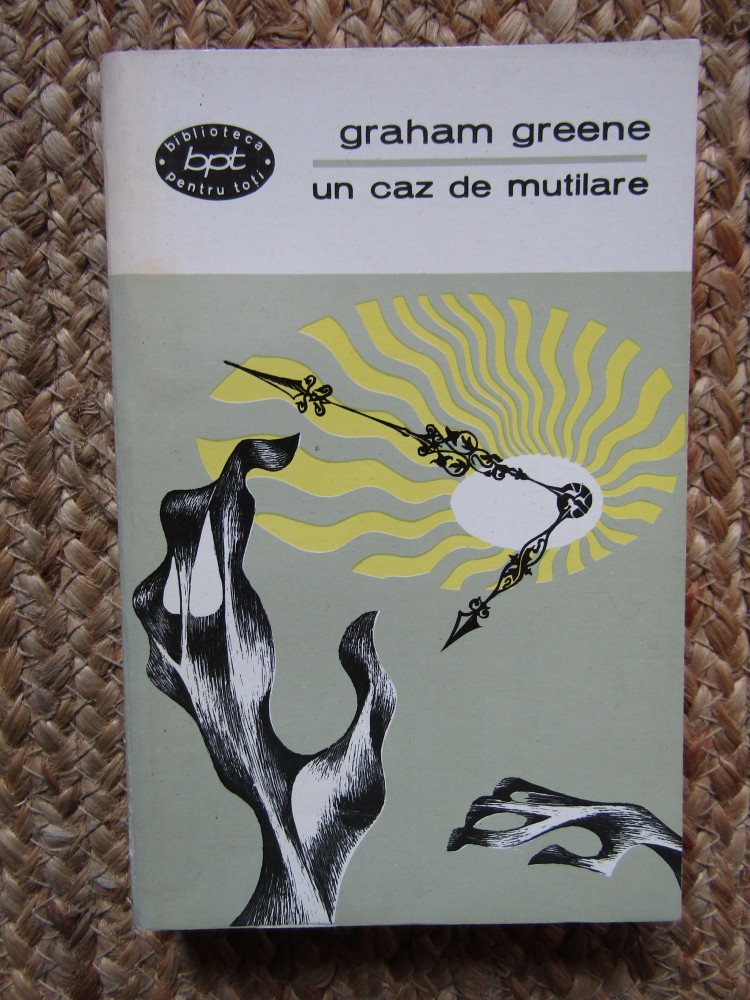 biblioteca
bpt
pentru toți
graham greene
un caz de mutilare